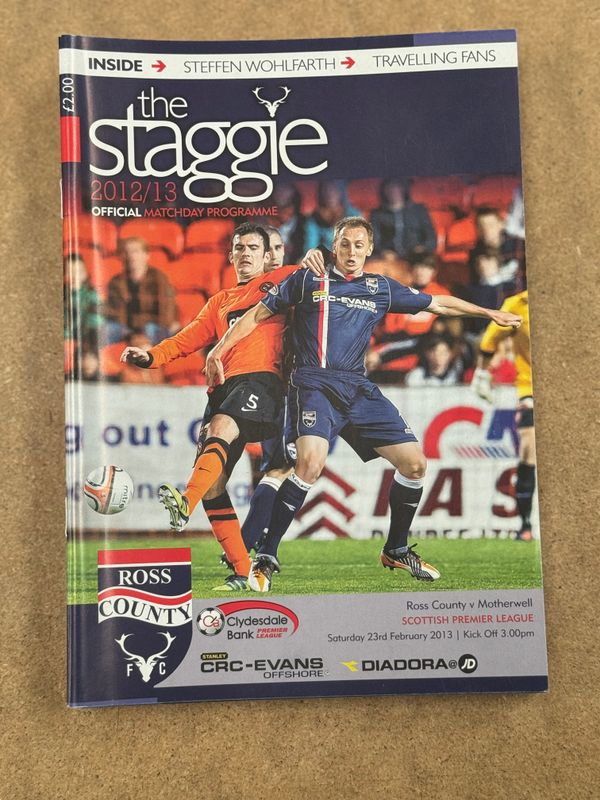 INSIDE → STEFFEN WOHLFARTH → TRAVELLING FANS
£2.00
the
staggie
2012/13
OFFICIAL MATCHDAY PROGRAMME
CRC-EVANS
OFFSHORE
5
g out
mitre
ROSS
COUNTY
F C
Clydesdale
Bank PREMIER
LEAGUE
Ross County v Motherwell
SCOTTISH PREMIER LEAGUE
Saturday 23rd February 2013 | Kick Off 3.00pm
STANLEY
CRC-EVANS
OFFSHORE
DIADORA@JD